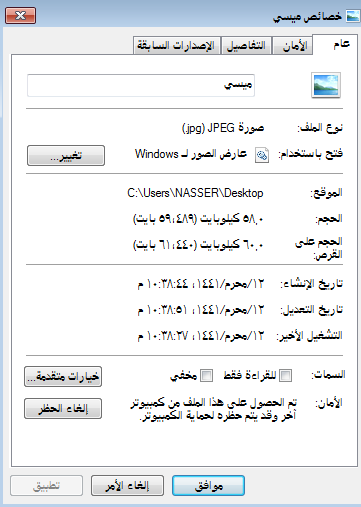 خصائص ميسي
عام
الأمان
التفاصيل
الإصدارات السابقة
ميسي
نوع الملف: صورة JPEG (.jpg)
فتح باستخدام: عارض الصور لـ Windows تغيير...
الموقع: C:\Users\NASSER\Desktop
الحجم: ٥٨,٠ كيلوبايت (٥٩,٤٨٩ بايت)
الحجم على القرص: ٦٠,٠ كيلوبايت (٦١,٤٤٠ بايت)
تاريخ الإنشاء: ١٢/محرم/١٤٤١، ١٠:٣٨:٤٤ م
تاريخ التعديل: ١٢/محرم/١٤٤١، ١٠:٣٨:٥١ م
التشغيل الأخير: ١٢/محرم/١٤٤١، ١٠:٣٨:٢٧ م
السمات: للقراءة فقط مخفي خيارات متقدمة...
الأمان: تم الحصول على هذا الملف من كمبيوتر
آخر وقد يتم حظره لحماية الكمبيوتر.
إلغاء الحظر
موافق
إلغاء الأمر
تطبيق